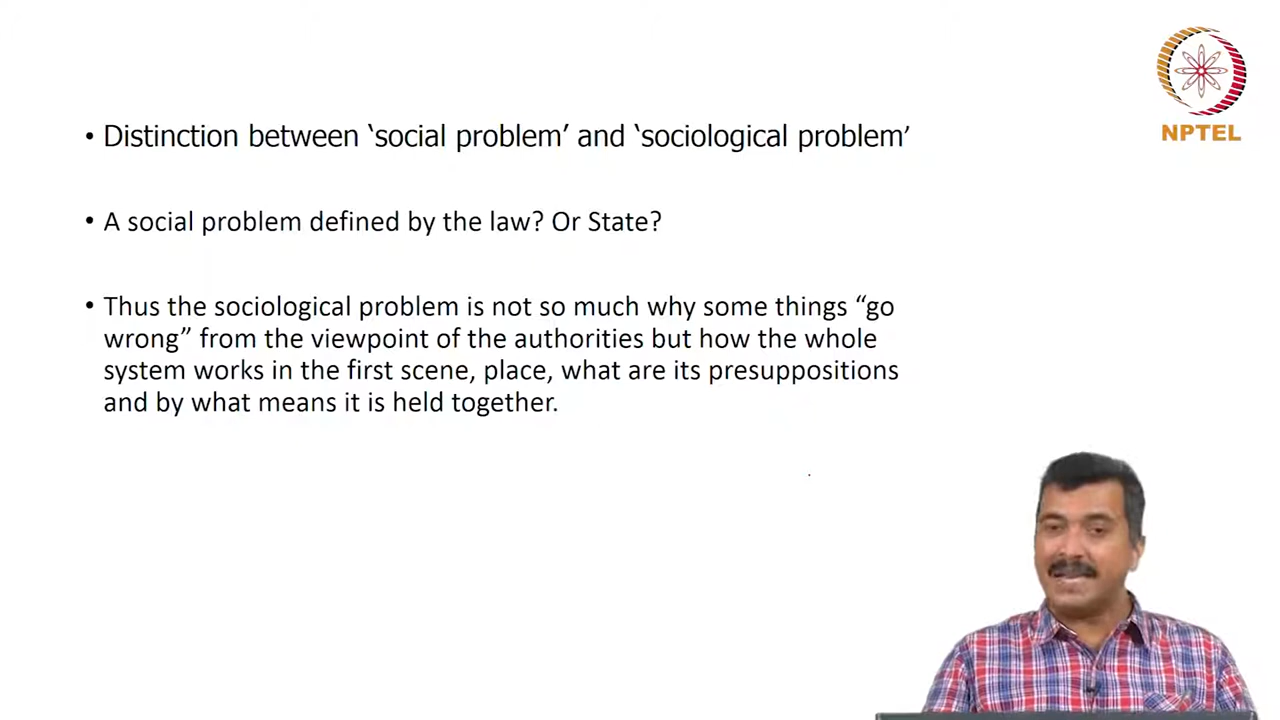 NPTEL
• Distinction between ‘social problem’ and ‘sociological problem’
• A social problem defined by the law? Or State?
• Thus the sociological problem is not so much why some things “go
wrong” from the viewpoint of the authorities but how the whole
system works in the first scene, place, what are its presuppositions
and by what means it is held together.